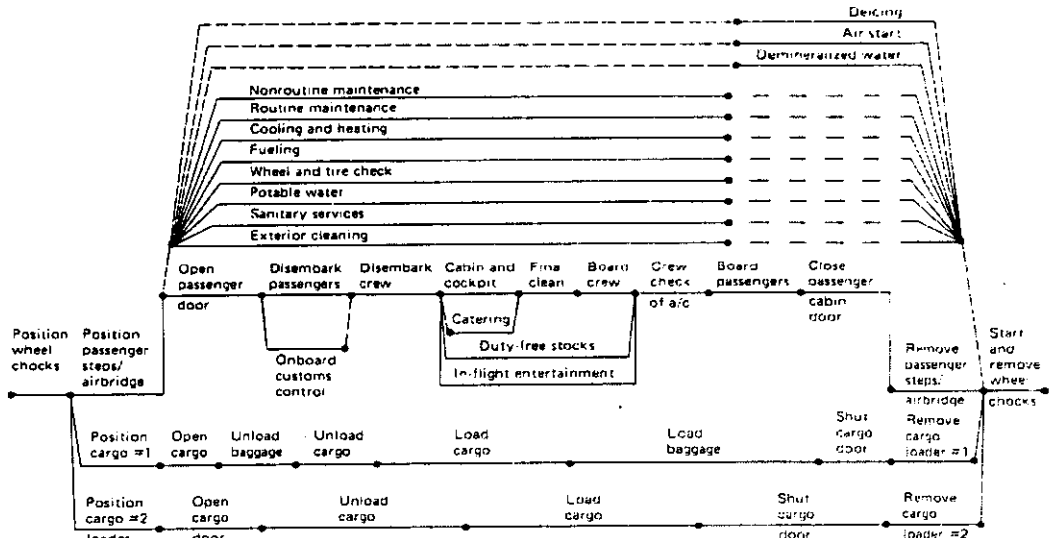 Deicing
Air start
Demineralized water
Nonroutine maintenance
Routine maintenance
Cooling and heating
Fueling
Wheel and tire check
Potable water
Sanitary services
Exterior cleaning
Open
passenger
door
Disembark
passengers
Disembark
crew
Cabin and
cockpit
Fina
clean
Board
crew
Crew
check
of a/c
Board
passengers
Close
passenger
cabin
door
Catering
Duty-free stocks
In-flight entertainment
Onboard
customs
control
Position
wheel
chocks
Position
passenger
steps/
airbridge
Remove
passenger
steps/
airbridge
Start
and
remove
wheel
chocks
Position
cargo #1
Open
cargo
Unload
baggage
Unload
cargo
Load
cargo
Load
baggage
Shut
cargo
door
Remove
cargo
loader #1
Position
cargo #2
loader
Open
cargo
door
Unload
cargo
Load
cargo
Shut
cargo
door
Remove
cargo
loader #2